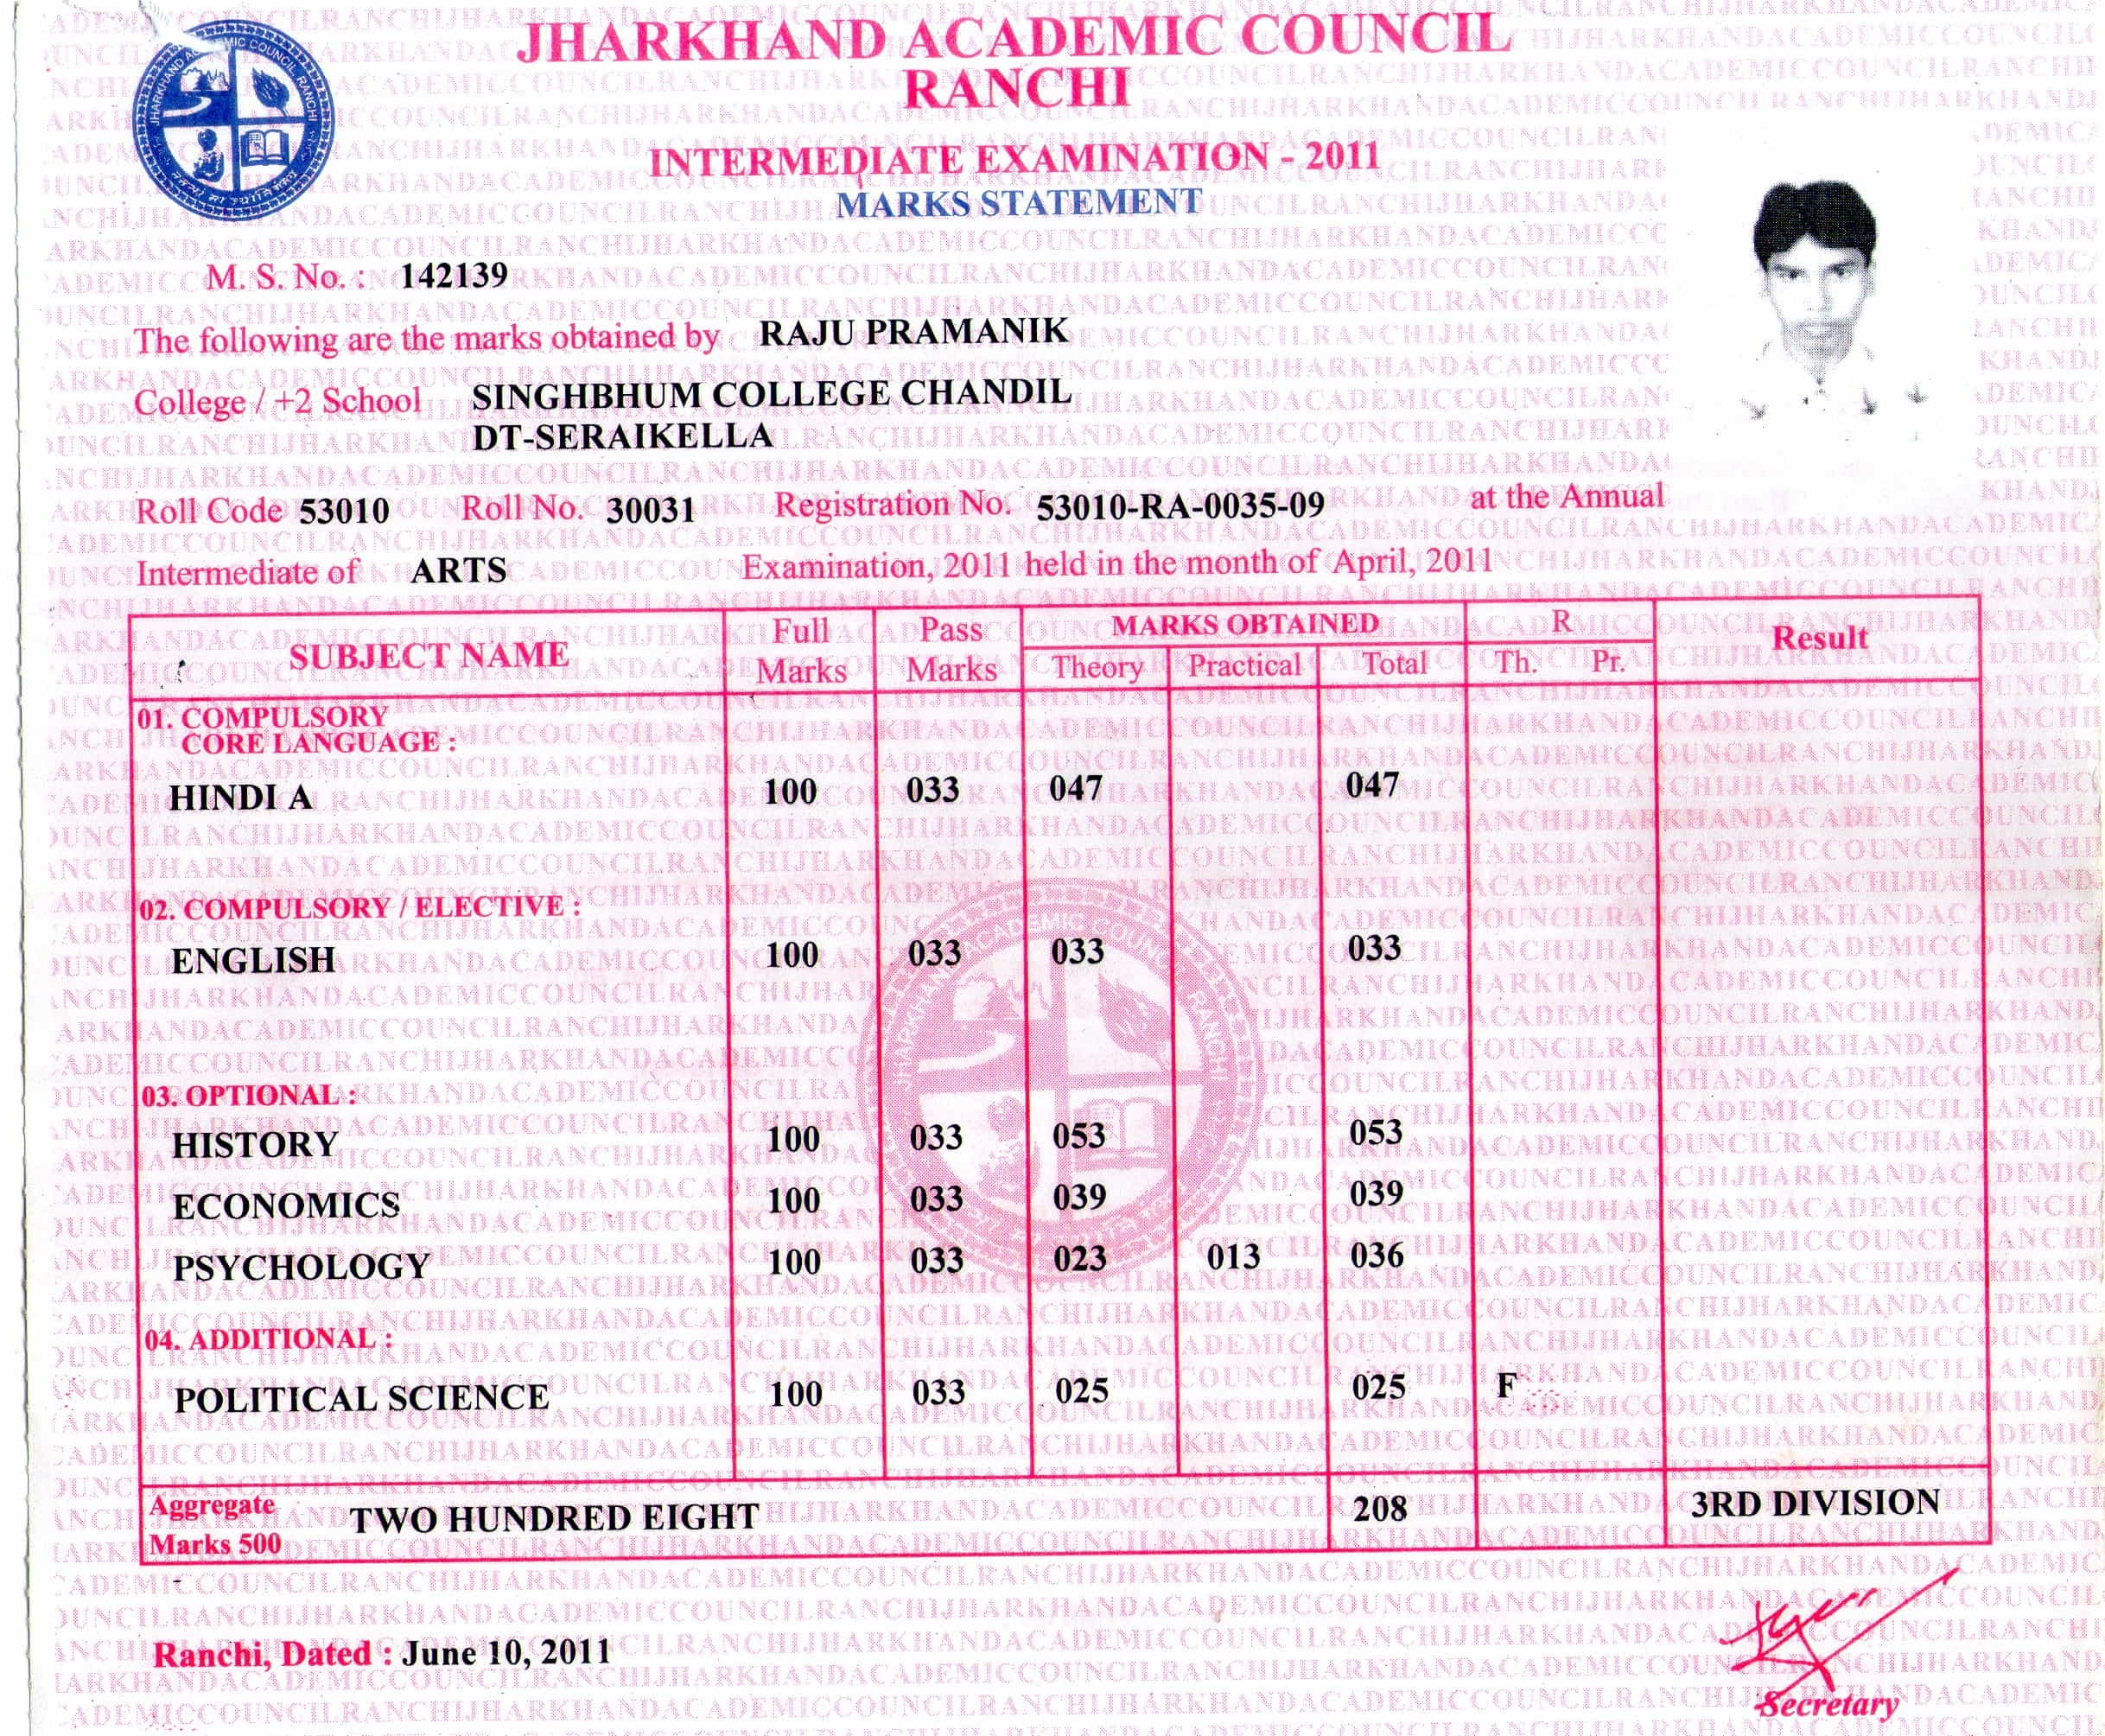 JHARKHAND ACADEMIC COUNCIL
RANCHI
INTERMEDIATE EXAMINATION - 2011
MARKS STATEMENT
M. S. No. : 142139
The following are the marks obtained by RAJU PRAMANIK
College / +2 School SINGHBHUM COLLEGE CHANDIL
DT-SERAIKELLA
Roll Code 53010 Roll No. 30031 Registration No. 53010-RA-0035-09 at the Annual
Intermediate of ARTS Examination, 2011 held in the month of April, 2011
SUBJECT NAME Full Marks Pass Marks MARKS OBTAINED R Result
Theory Practical Total Th. Pr.
01. COMPULSORY
CORE LANGUAGE :
HINDI A 100 033 047 047
02. COMPULSORY / ELECTIVE :
ENGLISH 100 033 033 033
03. OPTIONAL :
HISTORY 100 033 053 053
ECONOMICS 100 033 039 039
PSYCHOLOGY 100 033 023 013 036
04. ADDITIONAL :
POLITICAL SCIENCE 100 033 025 025 F
Aggregate
Marks 500 TWO HUNDRED EIGHT 208 3RD DIVISION
Ranchi, Dated : June 10, 2011
Secretary